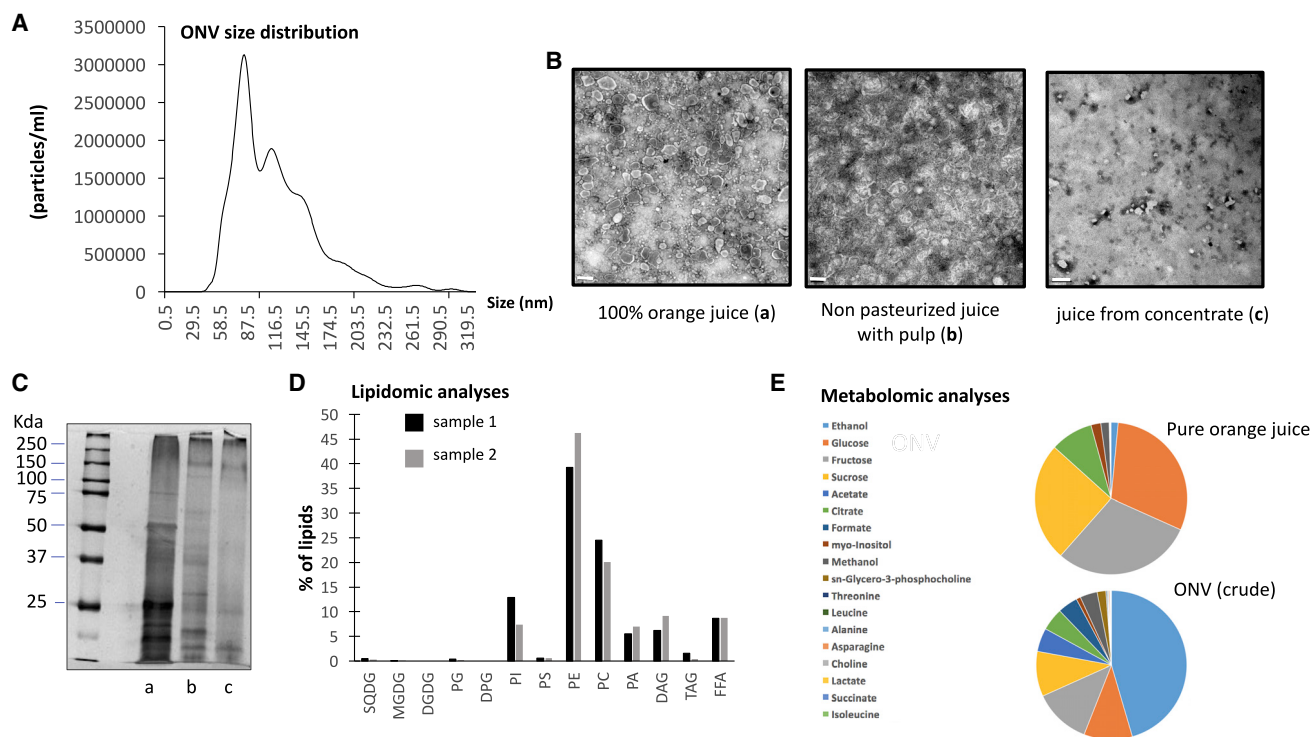 A
ONV size distribution
(particles/ml)
3500000
3000000
2500000
2000000
1500000
1000000
500000
0
0.5
29.5
58.5
87.5
116.5
145.5
174.5
203.5
232.5
261.5
290.5
319.5
Size (nm)
B
100% orange juice (a)
Non pasteurized juice
with pulp (b)
juice from concentrate (c)
C
Kda
250
150
100
75
50
37
25
a b c
D
Lipidomic analyses
sample 1
sample 2
% of lipids
50
45
40
35
30
25
20
15
10
5
0
SQDG
MGDG
DGDG
PG
DPG
PI
PS
PE
PC
PA
DAG
TAG
FFA
E
Metabolomic analyses
ONV
Ethanol
Glucose
Fructose
Sucrose
Acetate
Citrate
Formate
myo-Inositol
Methanol
sn-Glycero-3-phosphocholine
Threonine
Leucine
Alanine
Asparagine
Choline
Lactate
Succinate
Isoleucine
Pure orange juice
ONV (crude)